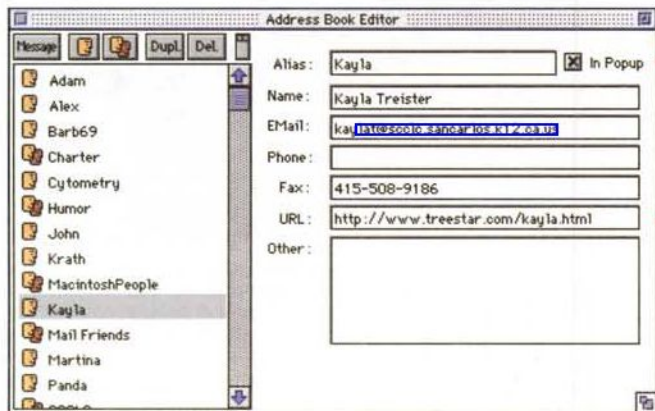 Address Book Editor
Message Dupl. Del.
Adam
Alex
Barb69
Charter
Cytometry
Humor
John
Krath
MacintoshPeople
Kayla
Mail Friends
Martina
Panda
Alias: Kayla In Popup
Name: Kayla Treister
EMail:
Phone:
Fax: 415-508-9186
URL: http://www.treestar.com/kayla.html
Other: